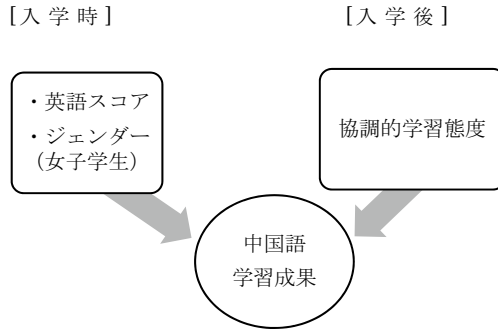 [入学時]
[入学後]
・英語スコア
・ジェンダー
(女子学生)
協調的学習態度
中国語
学習成果